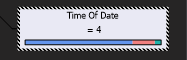 Time Of Date
= 4